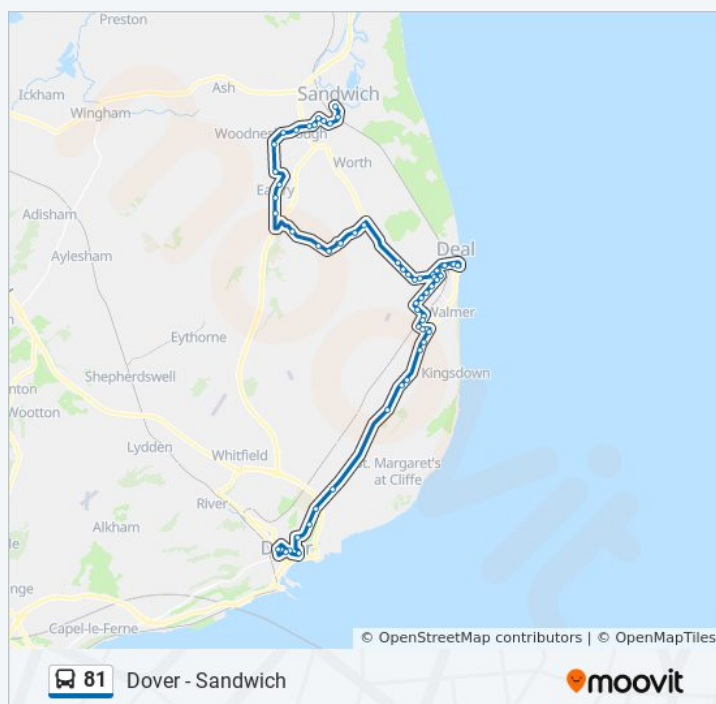 Preston
Ickham
Ash
Sandwich
Wingham
Woodnesborough
Worth
Eastry
Adisham
Aylesham
Deal
Walmer
Eythorne
Shepherdswell
Kingsdown
Wootton
Lydden
Whitfield
St. Margaret's
at Cliffe
River
Alkham
Dover
Capel-le-Ferne
© OpenStreetMap contributors | © OpenMapTiles
81 Dover - Sandwich
moovit